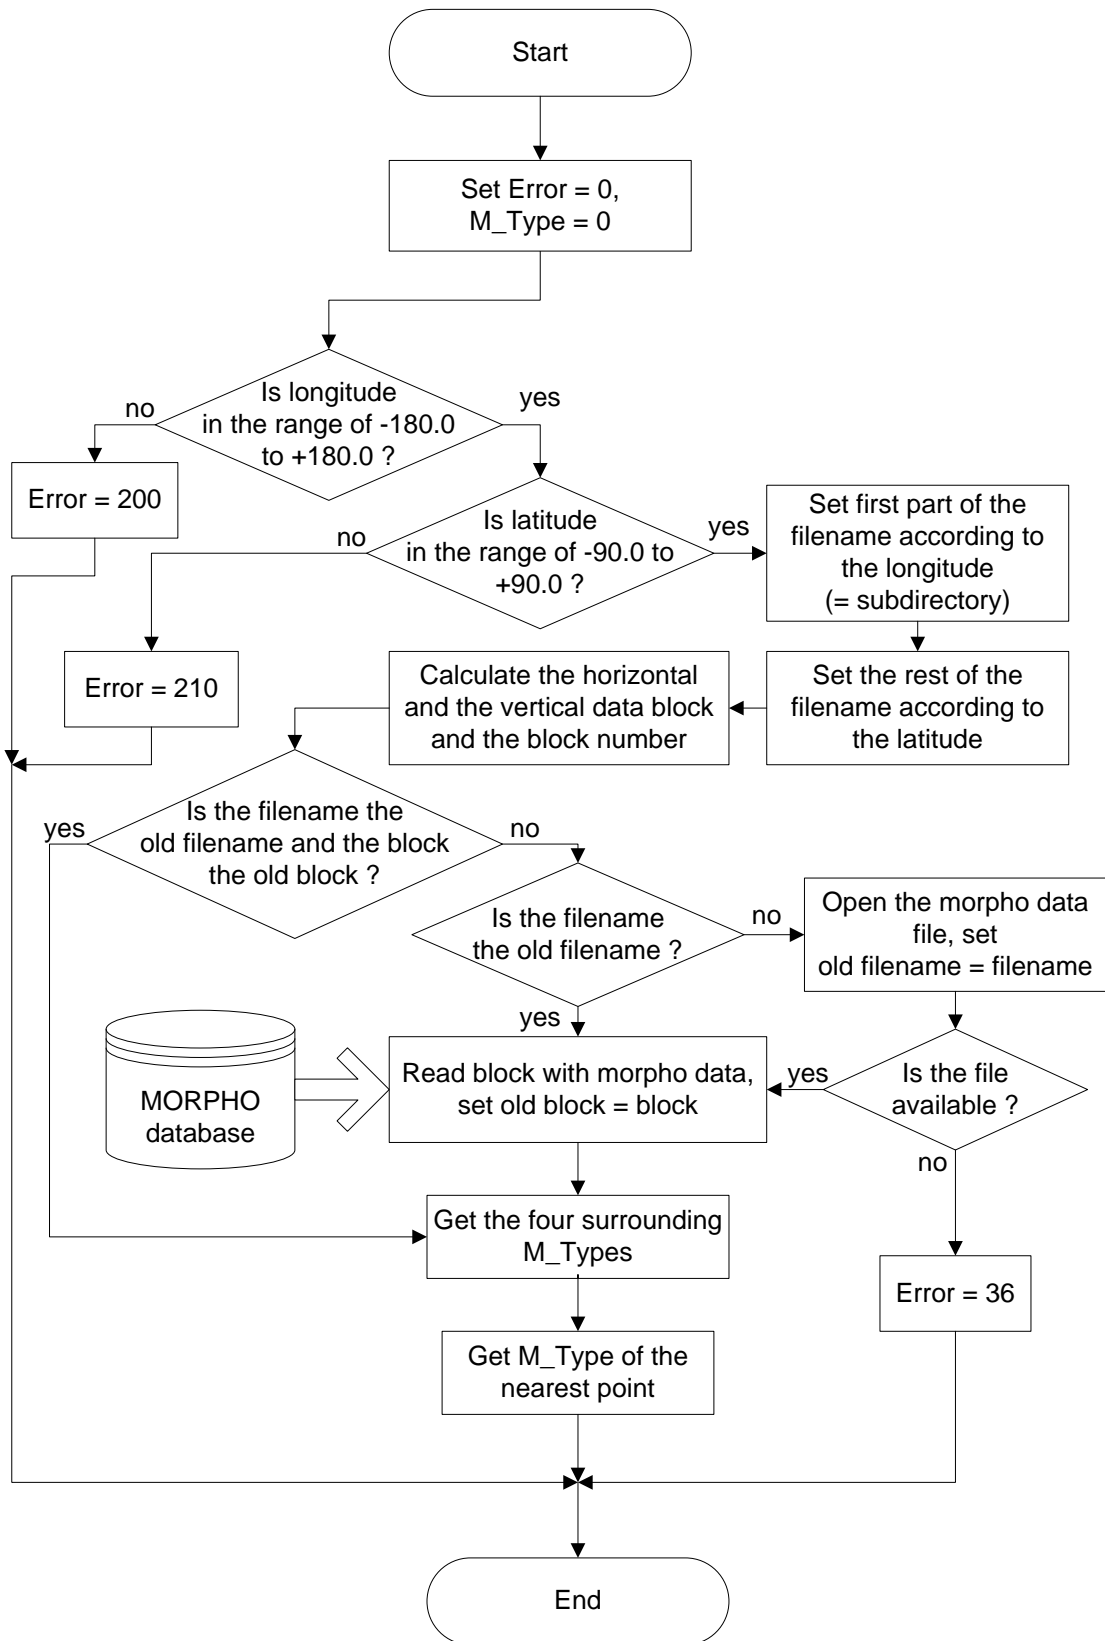 Start
Set Error = 0,
M_Type = 0
Is longitude
in the range of -180.0
to +180.0 ?
no
yes
Error = 200
Is latitude
in the range of -90.0 to
+90.0 ?
no
yes
Set first part of the
filename according to
the longitude
(= subdirectory)
Error = 210
Calculate the horizontal
and the vertical data block
and the block number
Set the rest of the
filename according to
the latitude
Is the filename the
old filename and the block
the old block ?
yes
no
Is the filename
the old filename ?
no
yes
Open the morpho data
file, set
old filename = filename
MORPHO
database
Read block with morpho data,
set old block = block
yes
Is the file
available ?
no
Get the four surrounding
M_Types
Error = 36
Get M_Type of the
nearest point
End